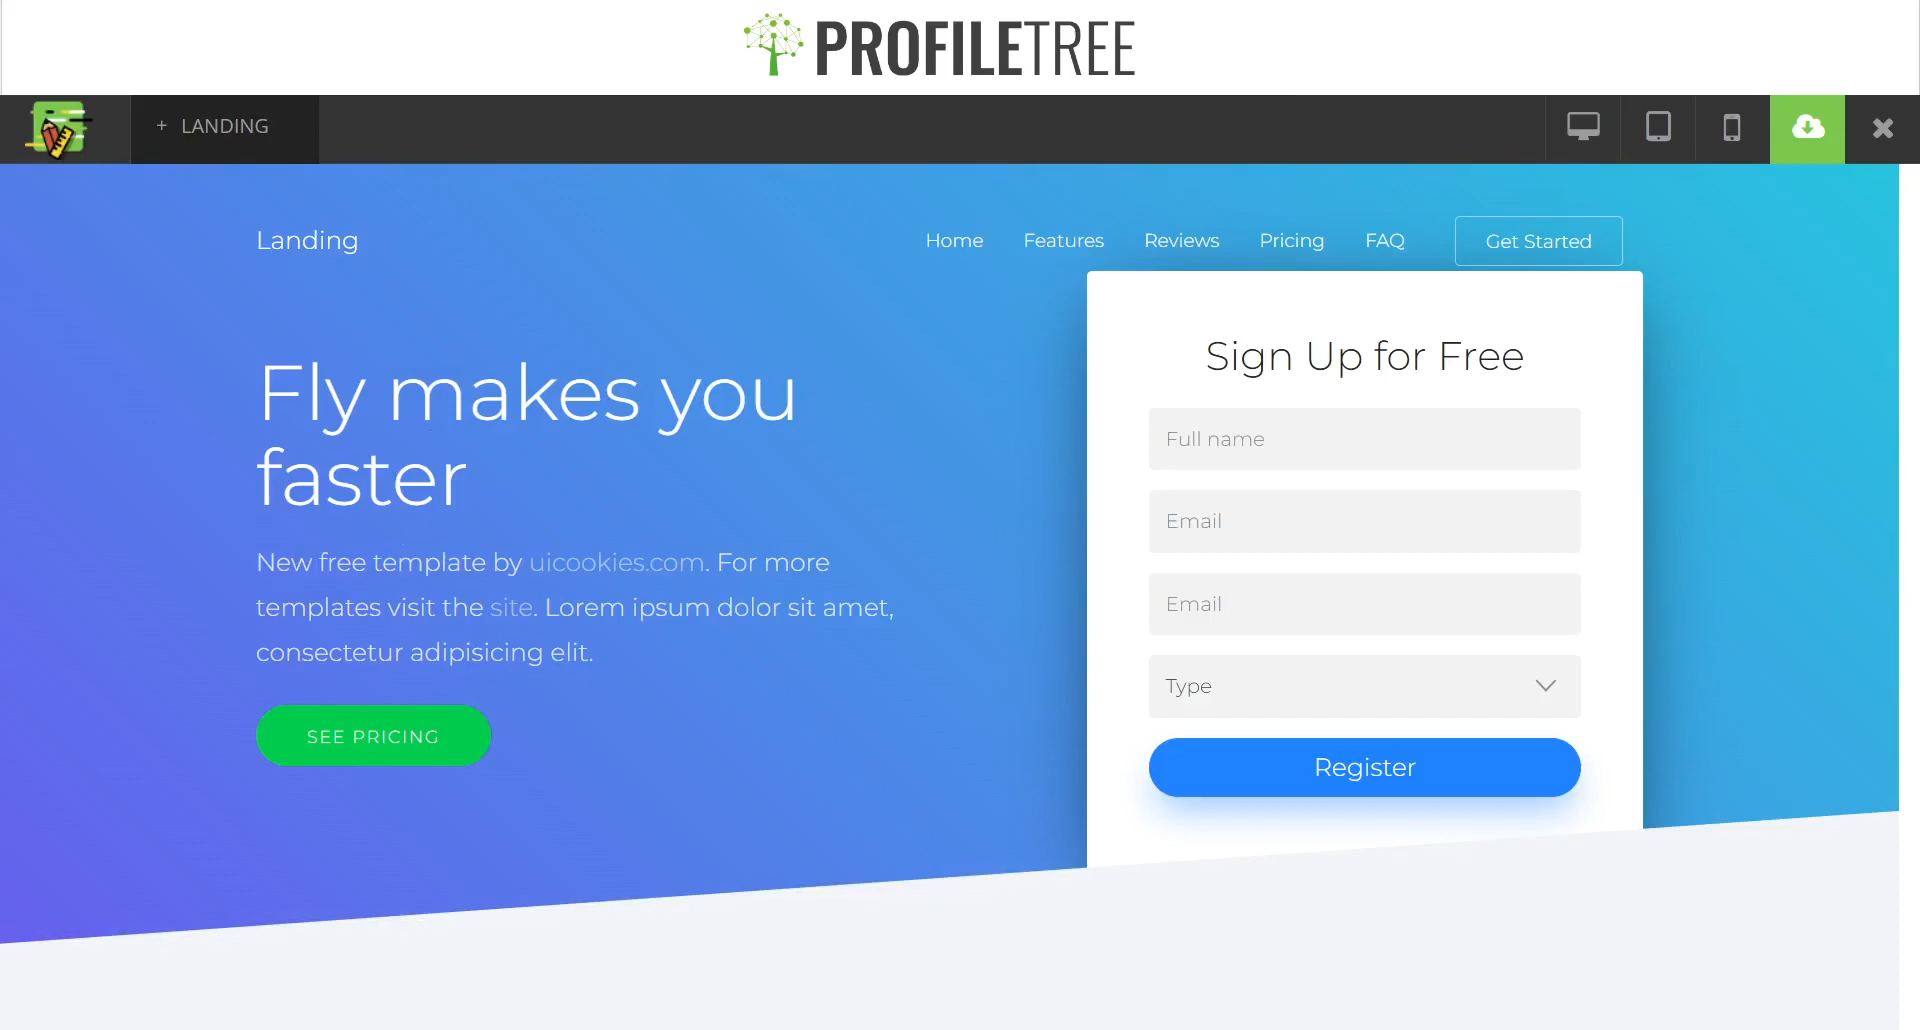 PROFILETREE
+ LANDING
Landing
Home Features Reviews Pricing FAQ Get Started
Fly makes you
faster
New free template by uicookies.com. For more
templates visit the site. Lorem ipsum dolor sit amet,
consectetur adipisicing elit.
SEE PRICING
Sign Up for Free
Full name
Email
Email
Type
Register